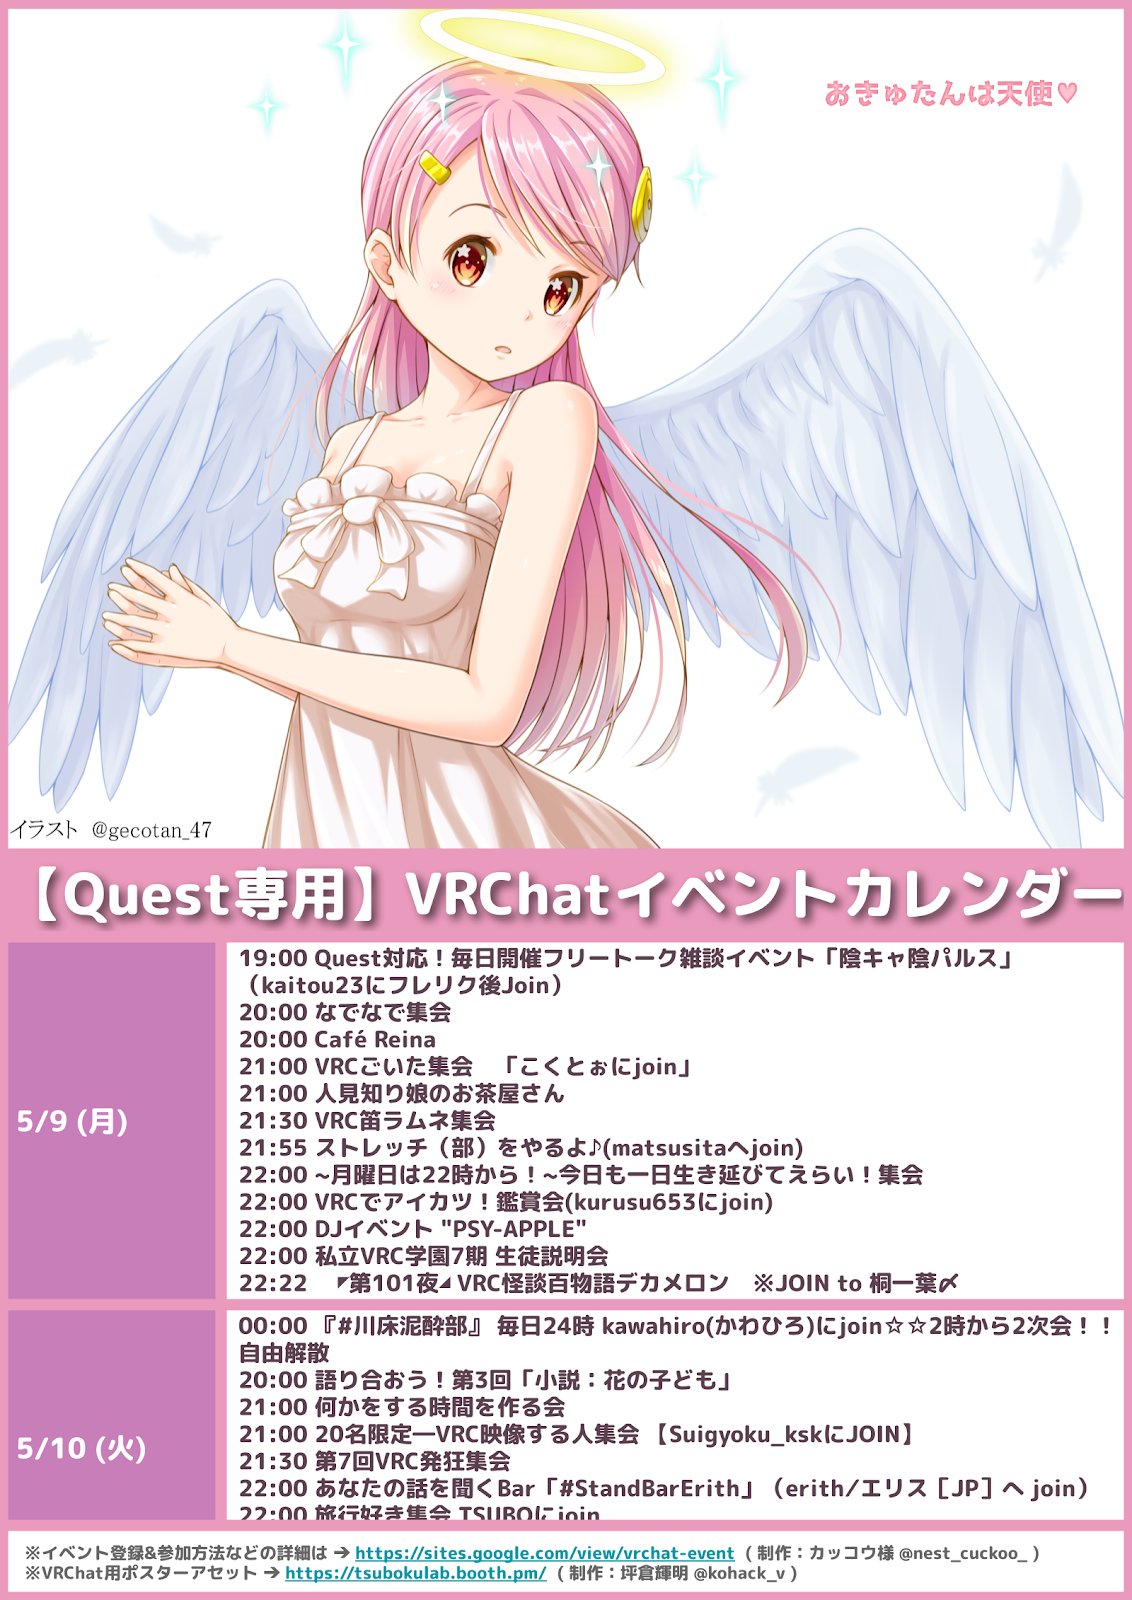 おきゅたんは天使♥
イラスト @gecotan_47
【Quest専用】VRChatイベントカレンダー
5/9 (月)
19:00 Quest対応！毎日開催フリートーク雑談イベント「陰キャ陰パルス」
（kaitou23にフレリク後Join）
20:00 なでなで集会
20:00 Café Reina
21:00 VRCごいた集会　「こくとぉにjoin」
21:00 人見知り娘のお茶屋さん
21:30 VRC笛ラムネ集会
21:55 ストレッチ（部）をやるよ♪(matsusitaへjoin)
22:00 ~月曜日は22時から！~今日も一日生き延びてえらい！集会
22:00 VRCでアイカツ！鑑賞会(kurusu653にjoin)
22:00 DJイベント "PSY-APPLE"
22:00 私立VRC学園7期 生徒説明会
22:22　◤第101夜◢ VRC怪談百物語デカメロン　※JOIN to 桐一葉〆
5/10 (火)
00:00 『#川床泥酔部』 毎日24時 kawahiro(かわひろ)にjoin☆☆2時から2次会！！
自由解散
20:00 語り合おう！第3回「小説：花の子ども」
21:00 何かをする時間を作る会
21:00 20名限定―VRC映像する人集会 【Suigyoku_kskにJOIN】
21:30 第7回VRC発狂集会
22:00 あなたの話を聞くBar「#StandBarErith」（erith/エリス［JP］へ join）
22:00 旅行好き集会 TSUBOにjoin
※イベント登録&参加方法などの詳細は ➔ https://sites.google.com/view/vrchat-event （制作：カッコウ様 @nest_cuckoo_ ）
※VRChat用ポスターアセット ➔ https://tsubokulab.booth.pm/ （制作：坪倉輝明 @kohack_v ）